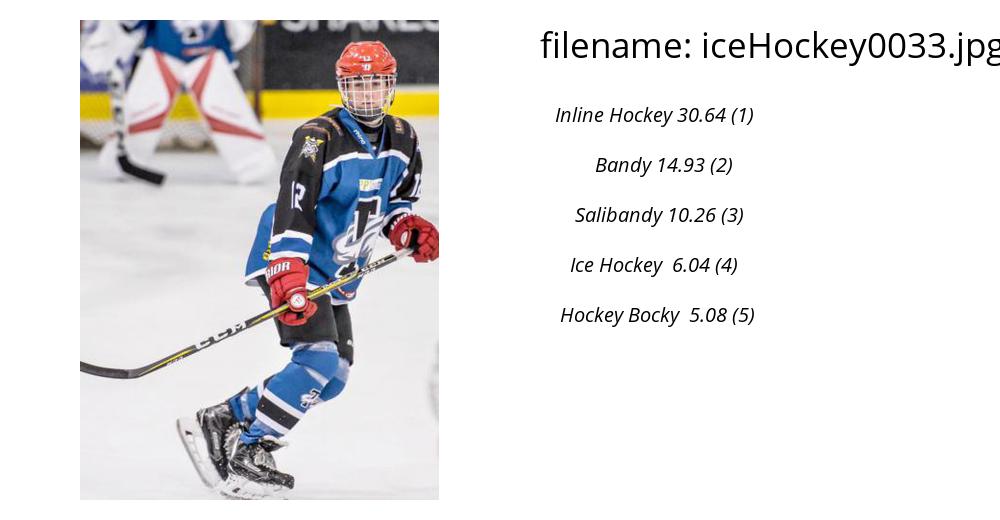 filename: iceHockey0033.jpg
Inline Hockey 30.64 (1)
Bandy 14.93 (2)
Salibandy 10.26 (3)
Ice Hockey 6.04 (4)
Hockey Bocky 5.08 (5)
12
CCM